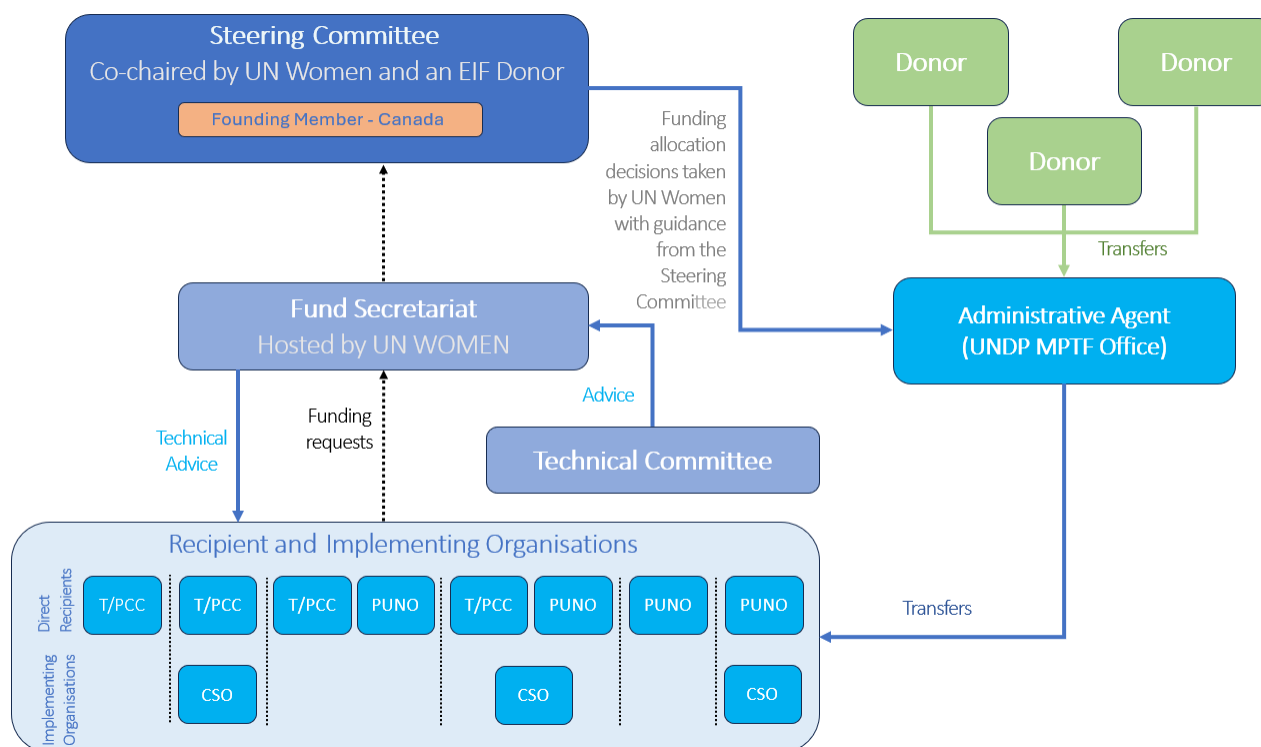 Steering Committee
Co-chaired by UN Women and an EIF Donor
Founding Member - Canada
Donor
Donor
Donor
Funding
allocation
decisions taken
by UN Women
with guidance
from the
Steering
Committee
Transfers
Fund Secretariat
Hosted by UN WOMEN
Administrative Agent
(UNDP MPTF Office)
Advice
Technical
Advice
Funding
requests
Technical Committee
Recipient and Implementing Organisations
Direct
Recipients
T/PCC
T/PCC
T/PCC
PUNO
T/PCC
PUNO
PUNO
PUNO
Transfers
Implementing
Organisations
CSO
CSO
CSO